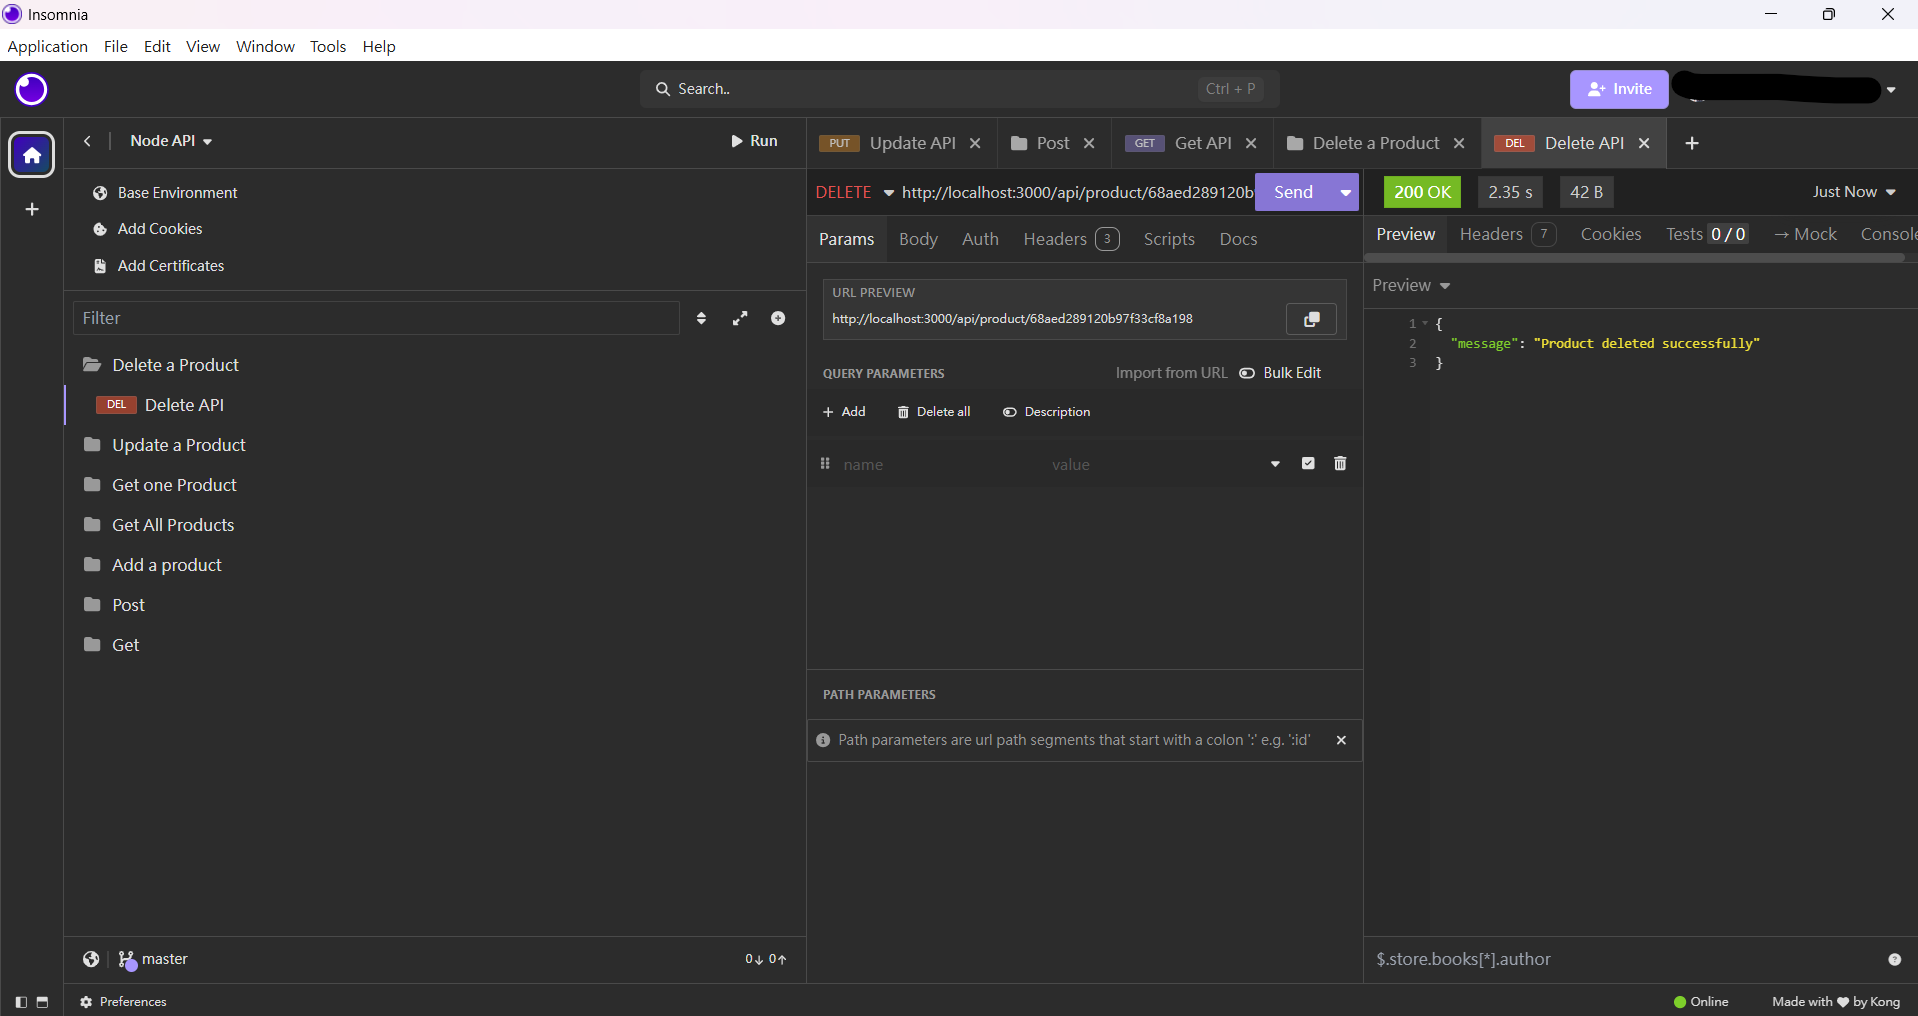 Insomnia
Application File Edit View Window Tools Help
Search.. Ctrl + P
Invite
Node API
Run
PUT Update API
Post
GET Get API
Delete a Product
DEL Delete API
Base Environment
Add Cookies
Add Certificates
Filter
Delete a Product
DEL Delete API
Update a Product
Get one Product
Get All Products
Add a product
Post
Get
master
0 0
DELETE http://localhost:3000/api/product/68aed289120b
Send
Params Body Auth Headers 3 Scripts Docs
URL PREVIEW
http://localhost:3000/api/product/68aed289120b97f33cf8a198
QUERY PARAMETERS
Import from URL Bulk Edit
Add Delete all Description
name value
PATH PARAMETERS
Path parameters are url path segments that start with a colon ':' e.g. ':id'
200 OK 2.35 s 42 B Just Now
Preview Headers 7 Cookies Tests 0 / 0 → Mock Console
Preview
1 {
2 "message": "Product deleted successfully"
3 }
$.store.books[*].author
Preferences
Online
Made with ♥ by Kong